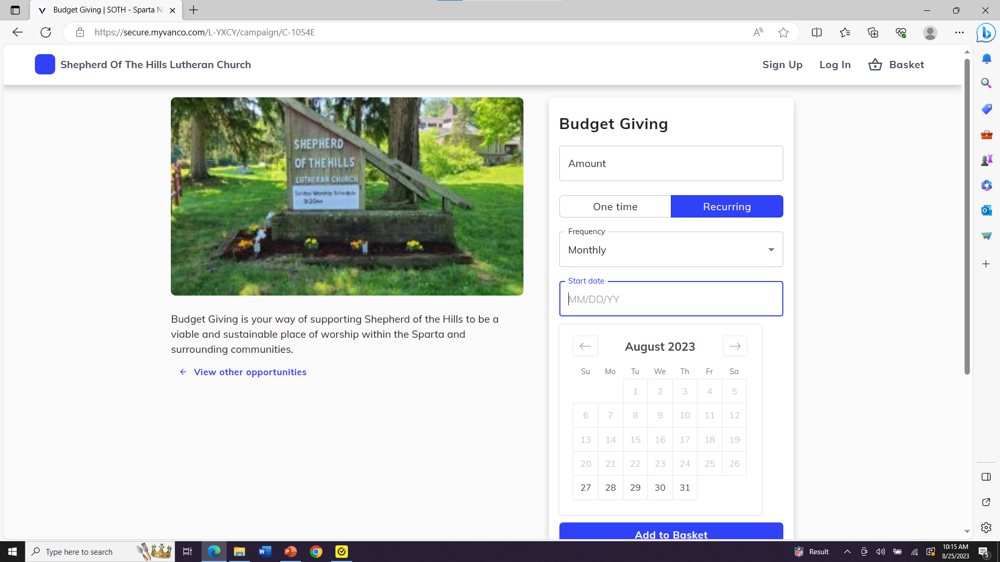 Budget Giving | SOTH - Sparta N
https://secure.myvanco.com/L-YXCY/campaign/C-1054E
Shepherd Of The Hills Lutheran Church
Sign Up
Log In
Basket
SHEPHERD
OF THE HILLS
LUTHERAN CHURCH
Sunday Worship Schedule
9:30am
Budget Giving is your way of supporting Shepherd of the Hills to be a
viable and sustainable place of worship within the Sparta and
surrounding communities.
View other opportunities
Budget Giving
Amount
One time
Recurring
Frequency
Monthly
Start date
MM/DD/YY
August 2023
Su Mo Tu We Th Fr Sa
1 2 3 4 5
6 7 8 9 10 11 12
13 14 15 16 17 18 19
20 21 22 23 24 25 26
27 28 29 30 31
Add to Basket
Type here to search
Result
10:15 AM
8/25/2023
5